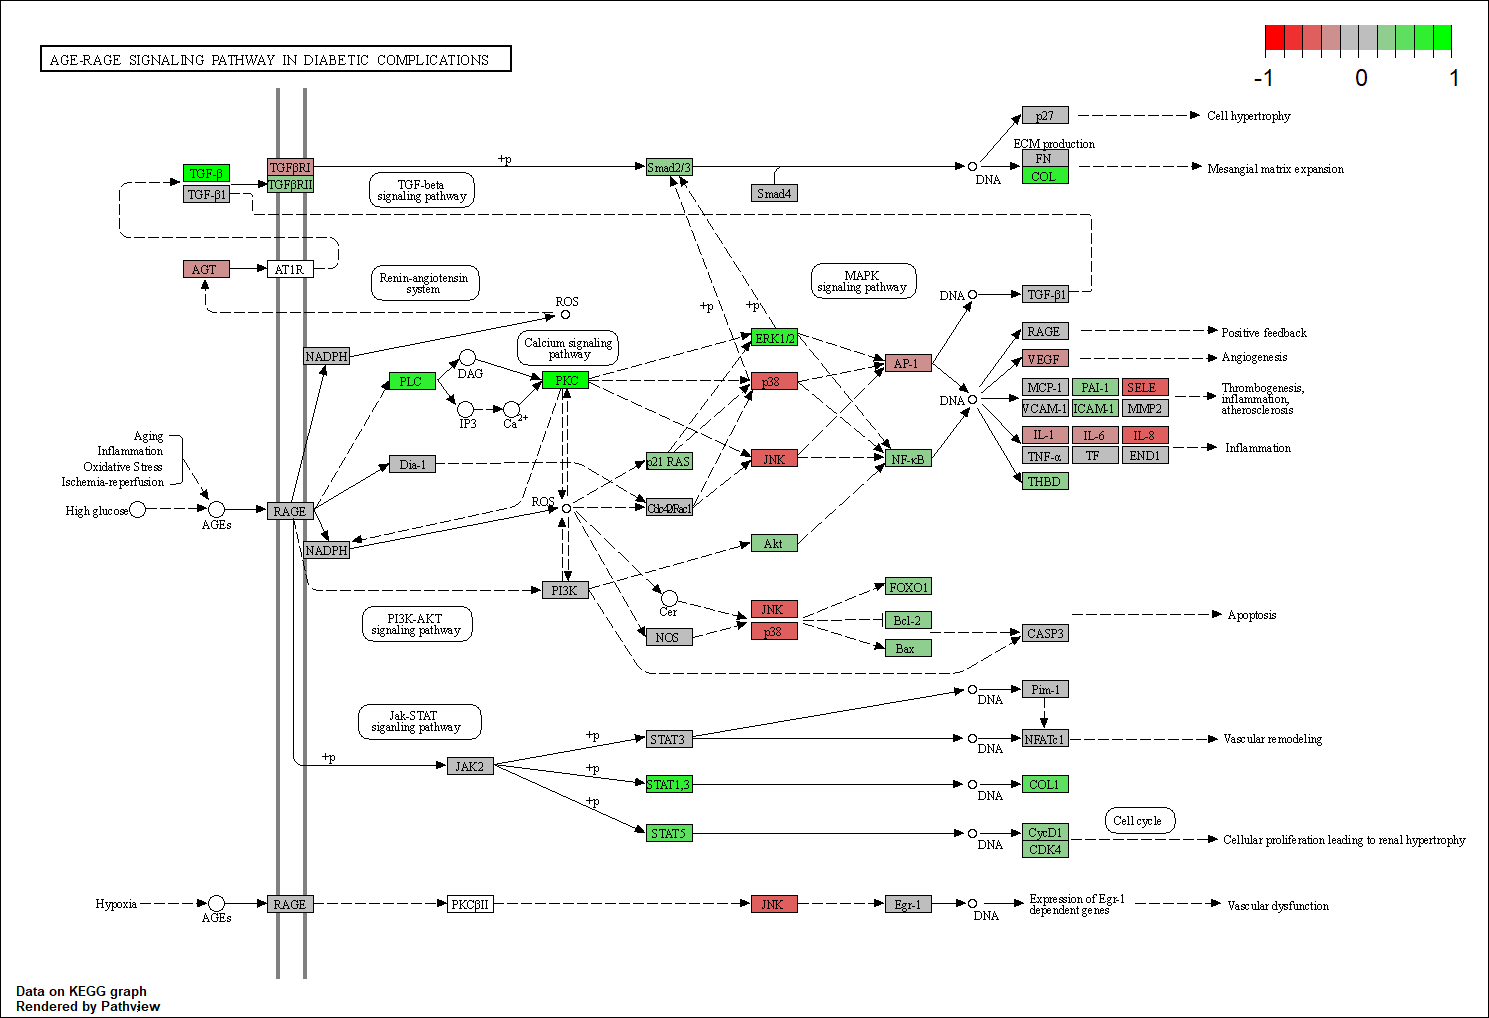 AGE-RAGE SIGNALING PATHWAY IN DIABETIC COMPLICATIONS
-1 0 1
p27
Cell hypertrophy
ECM production
FN
COL
Mesangial matrix expansion
DNA
TGF-β
TGF-β1
TGFβRI
TGFβRII
+p
TGF-beta
signaling pathway
Smad2/3
Smad4
AGT
AT1R
Renin-angiotensin
system
ROS
MAPK
signaling pathway
+p
+p
DNA
TGF-β1
NADPH
Calcium signaling
pathway
ERK1/2
RAGE
Positive feedback
PLC
DAG
IP3
Ca2+
PKC
p38
AP-1
VEGF
Angiogenesis
DNA
MCP-1
PAI-1
SELE
VCAM-1
ICAM-1
MMP2
Thrombogenesis,
inflammation,
atherosclerosis
IL-1
IL-6
IL-8
TNF-α
TF
END1
Inflammation
THBD
Aging
Inflammation
Oxidative Stress
Ischemia-reperfusion
High glucose
AGEs
RAGE
Dia-1
p21 RAS
JNK
NF-κB
ROS
Cdc42/Rac1
NADPH
Akt
PI3K
PI3K-AKT
signaling pathway
Cer
NOS
JNK
p38
FOXO1
Bcl-2
Bax
CASP3
Apoptosis
Jak-STAT
siganling pathway
DNA
Pim-1
+p
JAK2
+p
STAT3
DNA
NFATc1
Vascular remodeling
+p
STAT1,3
DNA
COL1
+p
STAT5
DNA
CycD1
CDK4
Cell cycle
Cellular proliferation leading to renal hypertrophy
Hypoxia
AGEs
RAGE
PKCβII
JNK
Egr-1
DNA
Expression of Egr-1
dependent genes
Vascular dysfunction
Data on KEGG graph
Rendered by Pathview